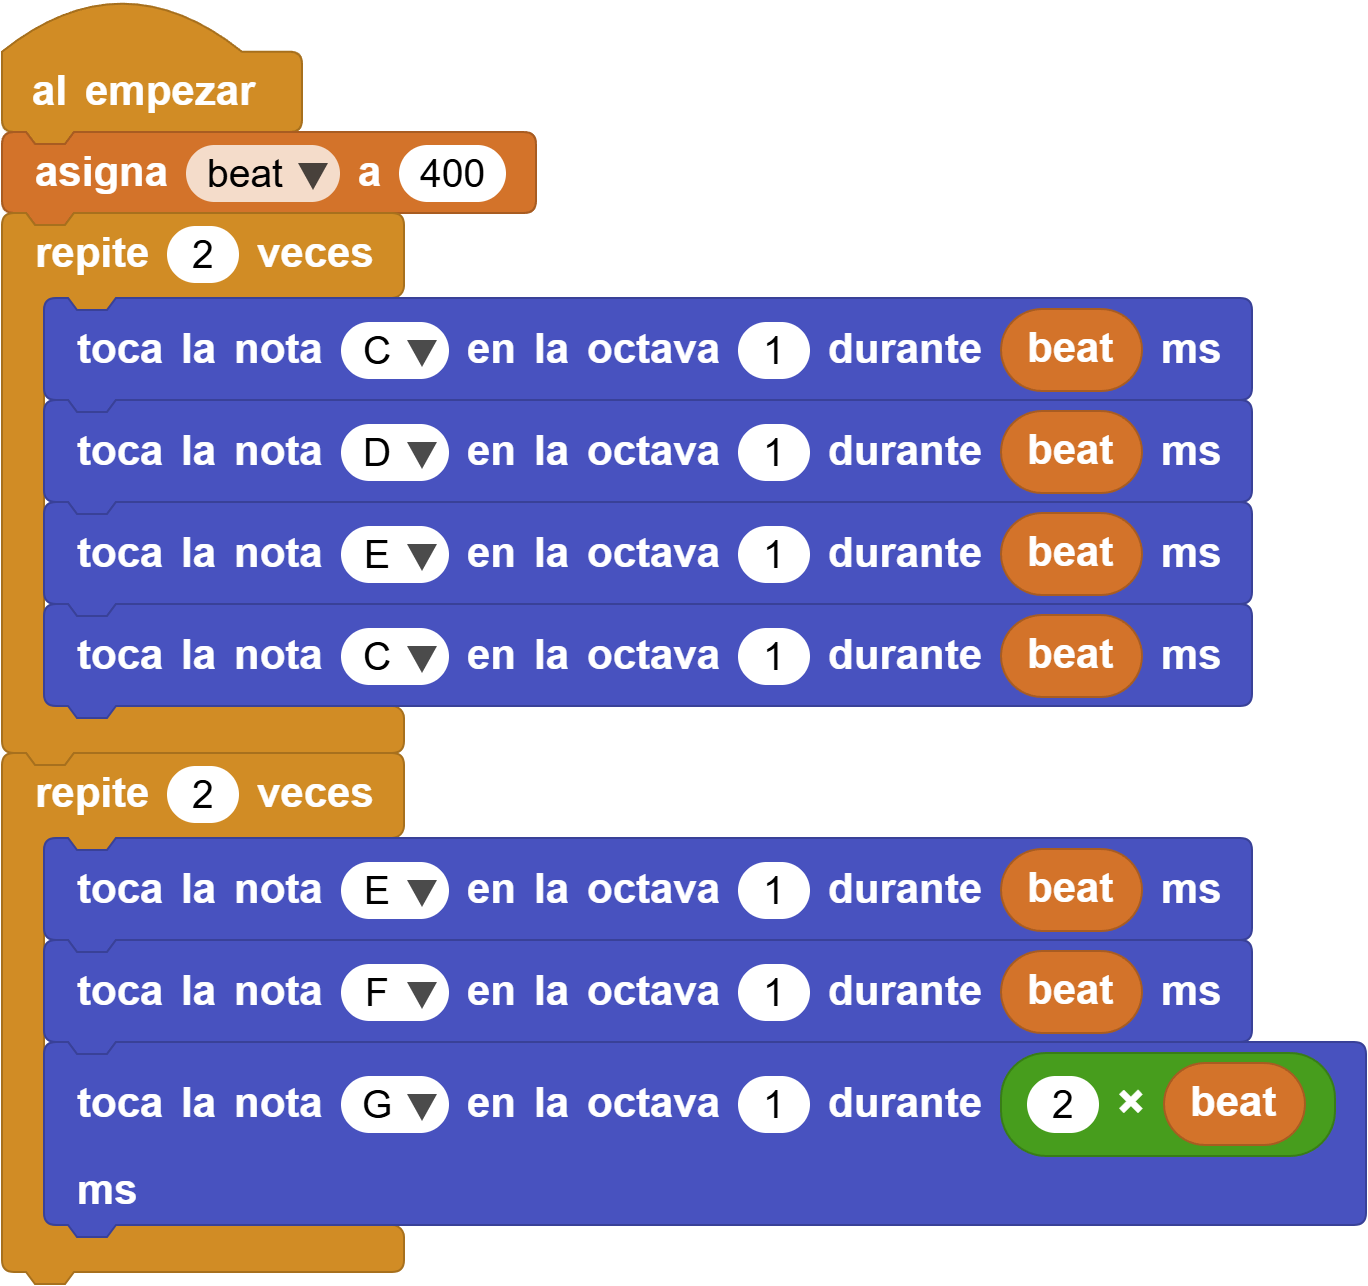 al empezar
asigna beat a 400
repite 2 veces
toca la nota C en la octava 1 durante beat ms
toca la nota D en la octava 1 durante beat ms
toca la nota E en la octava 1 durante beat ms
toca la nota C en la octava 1 durante beat ms
repite 2 veces
toca la nota E en la octava 1 durante beat ms
toca la nota F en la octava 1 durante beat ms
toca la nota G en la octava 1 durante 2 × beat
ms